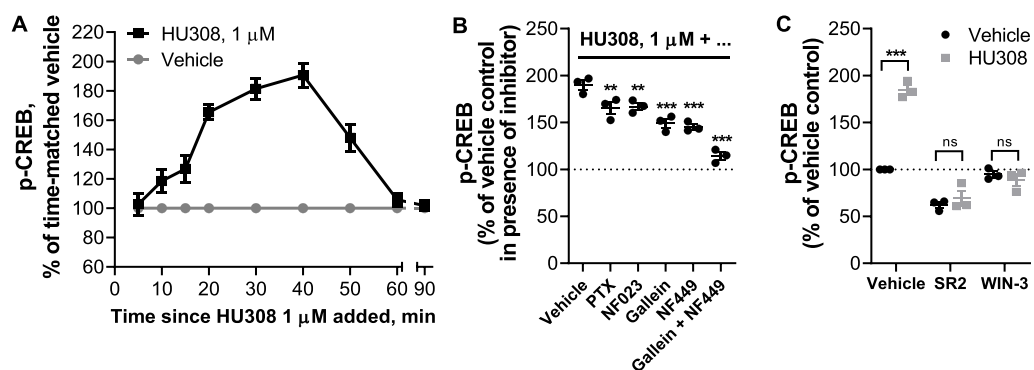 A
p-CREB,
% of time-matched vehicle
220
200
180
160
140
120
100
80
60
HU308, 1 μM
Vehicle
0
10
20
30
40
50
60
90
Time since HU308 1 μM added, min
B
p-CREB
(% of vehicle control
in presence of inhibitor)
HU308, 1 μM + ...
250
200
150
100
50
0
**
**
***
***
***
Vehicle
PTX
NF023
Gallein
NF449
Gallein + NF449
C
p-CREB
(% of vehicle control)
Vehicle
HU308
250
200
150
100
50
0
***
ns
ns
Vehicle
SR2
WIN-3